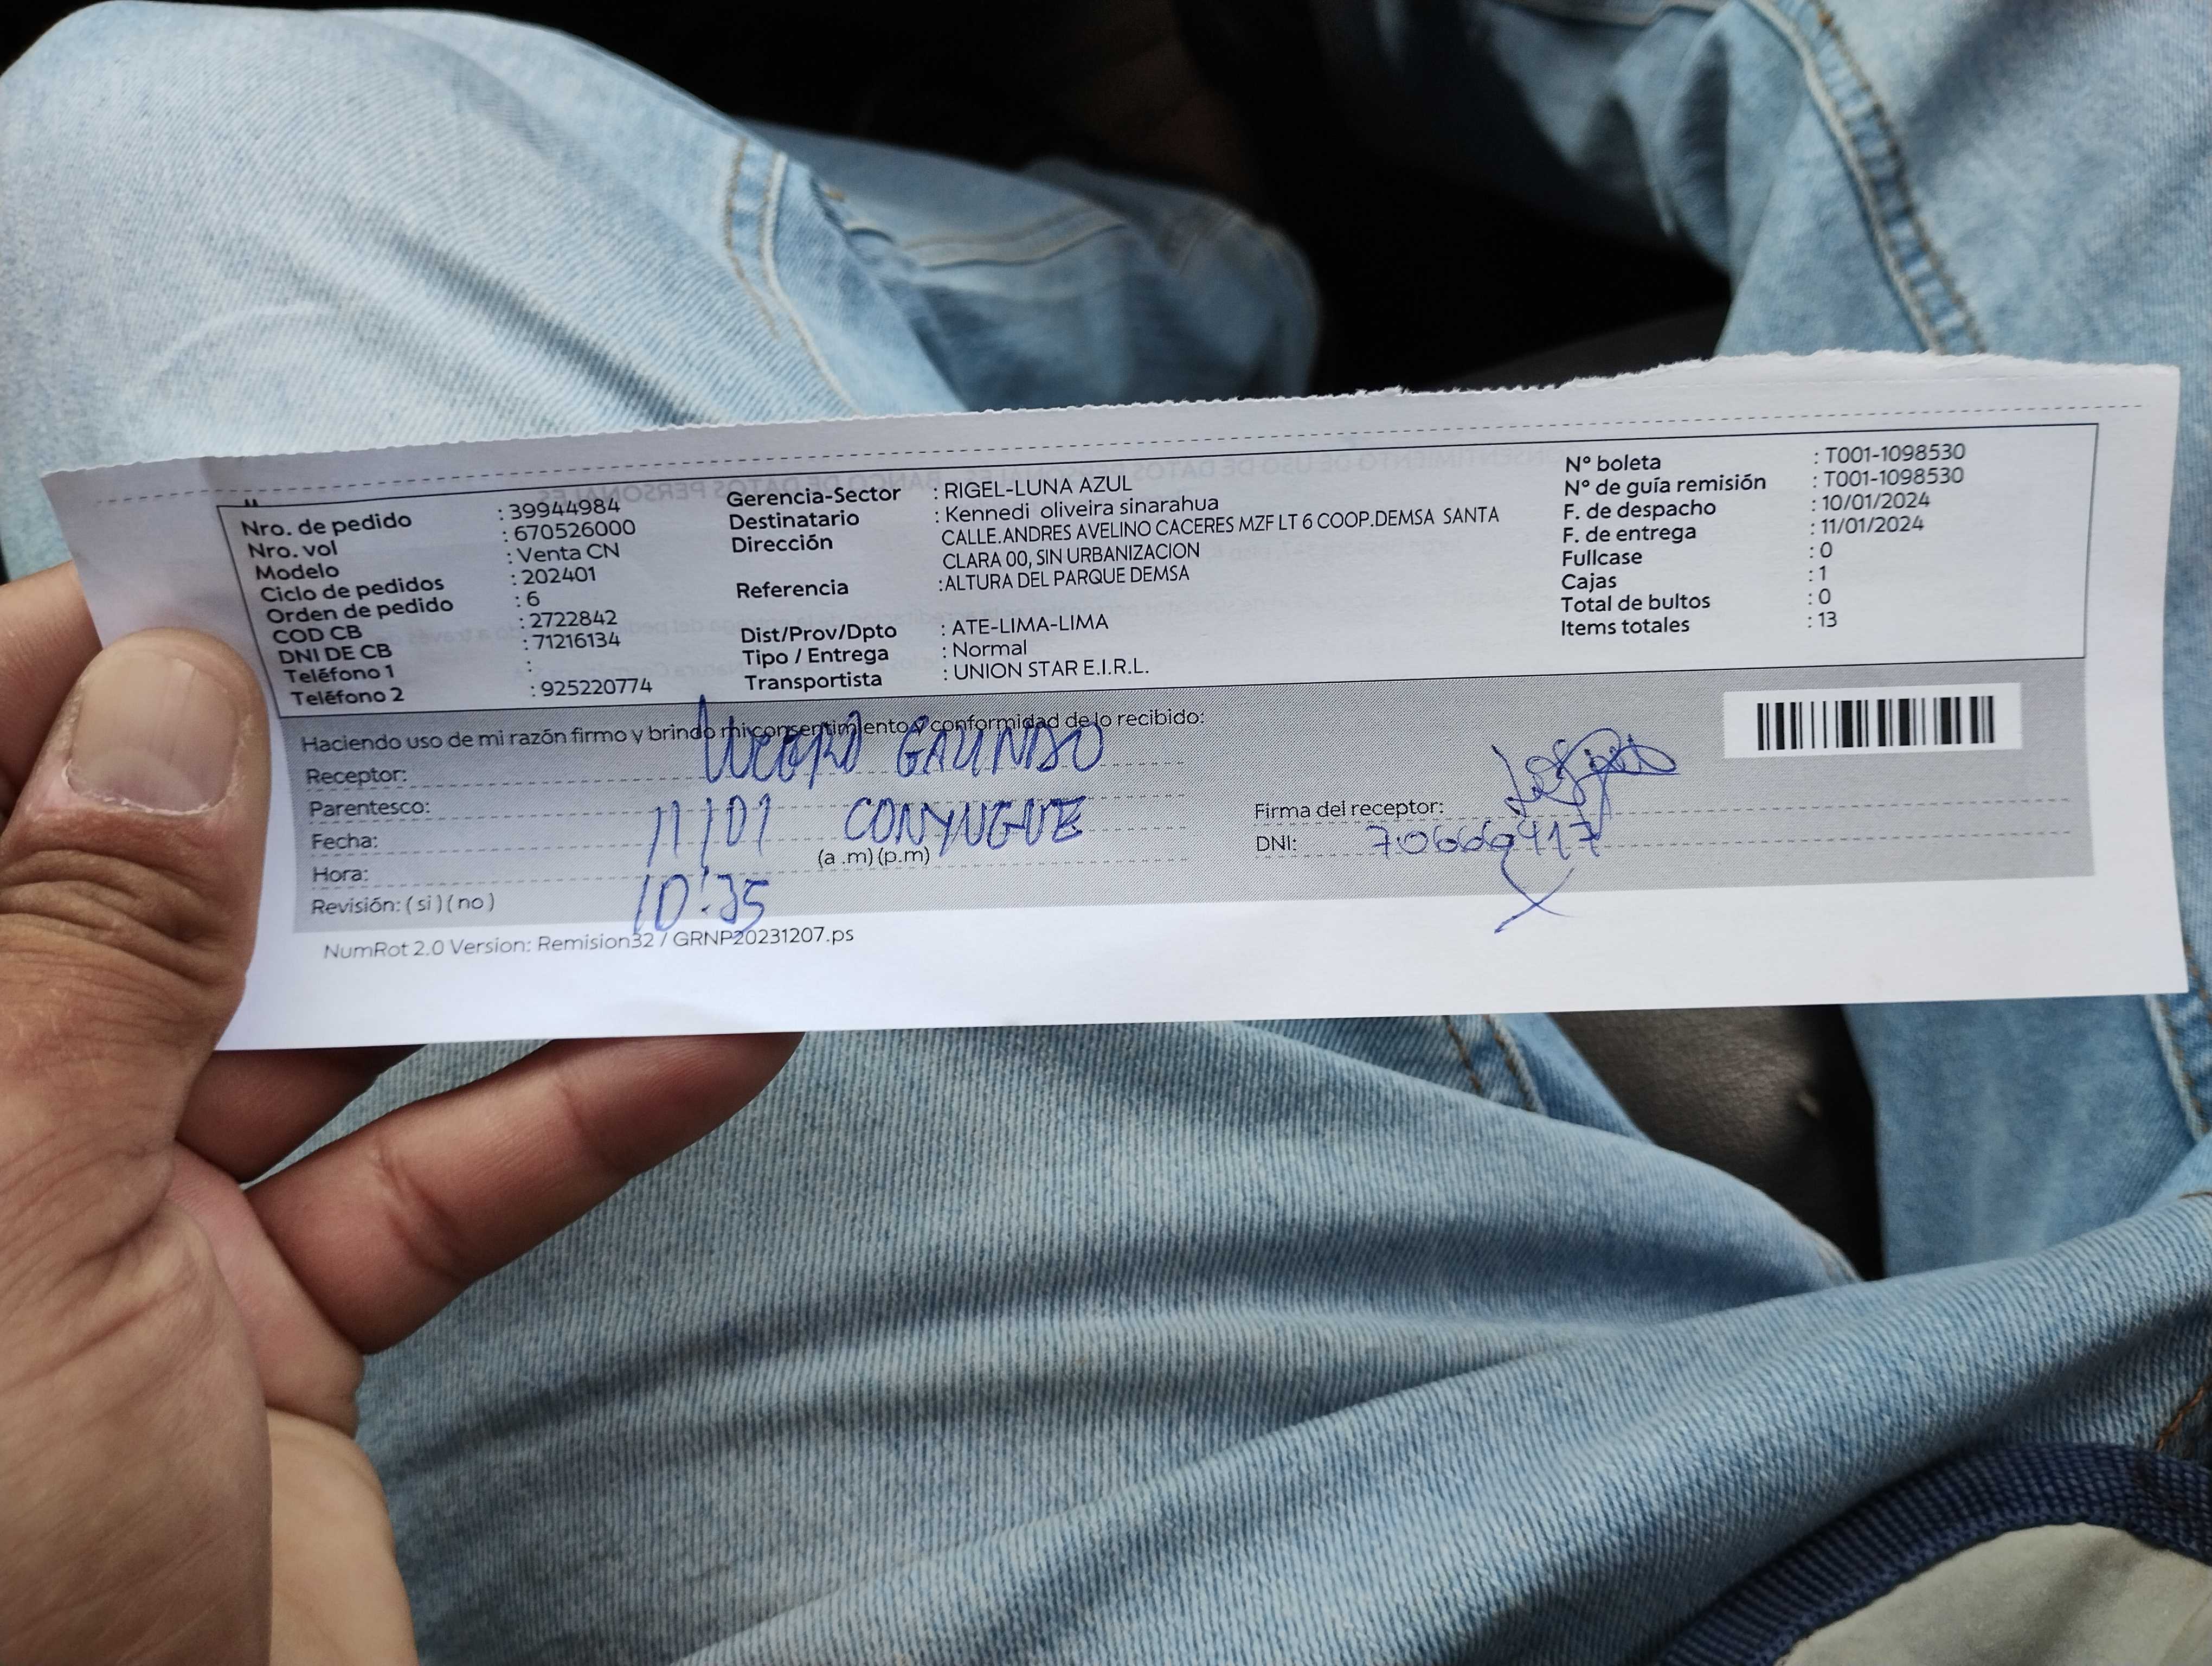 Nro. de pedido : 39944984
Nro. vol : 670526000
Modelo : Venta CN
Ciclo de pedidos : 202401
Orden de pedido : 6
COD CB : 2722842
DNI DE CB : 71216134
Teléfono 1 :
Teléfono 2 : 925220774
Gerencia-Sector : RIGEL-LUNA AZUL
Destinatario : Kennedi oliveira sinarahua
Dirección CALLE.ANDRES AVELINO CACERES MZF LT 6 COOP.DEMSA SANTA
CLARA 00, SIN URBANIZACION
Referencia :ALTURA DEL PARQUE DEMSA
Dist/Prov/Dpto : ATE-LIMA-LIMA
Tipo / Entrega : Normal
Transportista : UNION STAR E.I.R.L.
N° boleta : T001-1098530
N° de guía remisión : T001-1098530
F. de despacho : 10/01/2024
F. de entrega : 11/01/2024
Fullcase : 0
Cajas : 1
Total de bultos : 0
Items totales : 13
Haciendo uso de mi razón firmo y brindo mi consentimiento y conformidad de lo recibido:
Receptor: GALINDO
Parentesco: CONYUGUE
Fecha: 11/01
Hora: (a .m) (p.m)
10:35
Revisión: ( si ) ( no )
Firma del receptor:
DNI: 70669417
NumRot 2.0 Version: Remision32 / GRNP20231207.ps